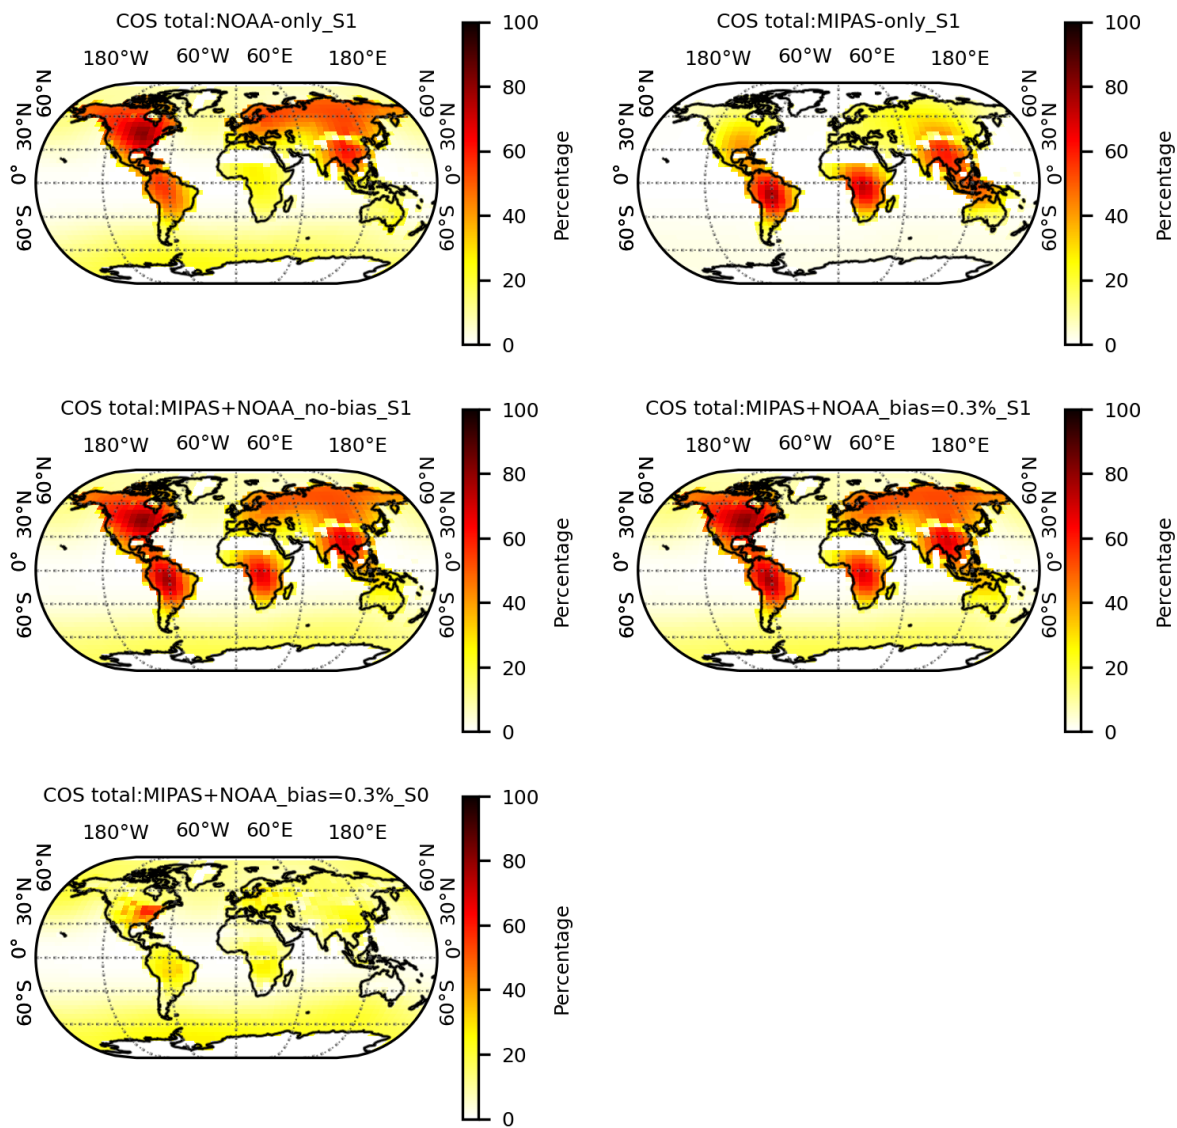 COS total:NOAA-only_S1
180°W 60°W 60°E 180°E
60°N 60°N
30°N 30°N
0° 0°
60°S 60°S
100
80
60
40
20
0
Percentage
COS total:MIPAS-only_S1
180°W 60°W 60°E 180°E
60°N 60°N
30°N 30°N
0° 0°
60°S 60°S
100
80
60
40
20
0
Percentage
COS total:MIPAS+NOAA_no-bias_S1
180°W 60°W 60°E 180°E
60°N 60°N
30°N 30°N
0° 0°
60°S 60°S
100
80
60
40
20
0
Percentage
COS total:MIPAS+NOAA_bias=0.3%_S1
180°W 60°W 60°E 180°E
60°N 60°N
30°N 30°N
0° 0°
60°S 60°S
100
80
60
40
20
0
Percentage
COS total:MIPAS+NOAA_bias=0.3%_S0
180°W 60°W 60°E 180°E
60°N 60°N
30°N 30°N
0° 0°
60°S 60°S
100
80
60
40
20
0
Percentage